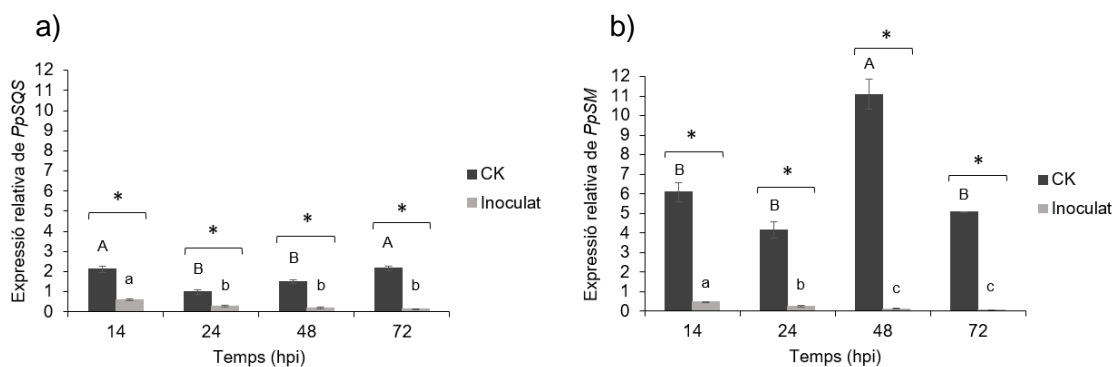 a)
Expressió relativa de PpSQS
12
11
10
9
8
7
6
5
4
3
2
1
0
*
*
*
*
A
a
B
b
B
b
A
b
14 24 48 72
Temps (hpi)
CK
Inoculat
b)
Expressió relativa de PpSM
12
11
10
9
8
7
6
5
4
3
2
1
0
*
*
*
*
B
a
B
b
A
c
B
c
14 24 48 72
Temps (hpi)
CK
Inoculat